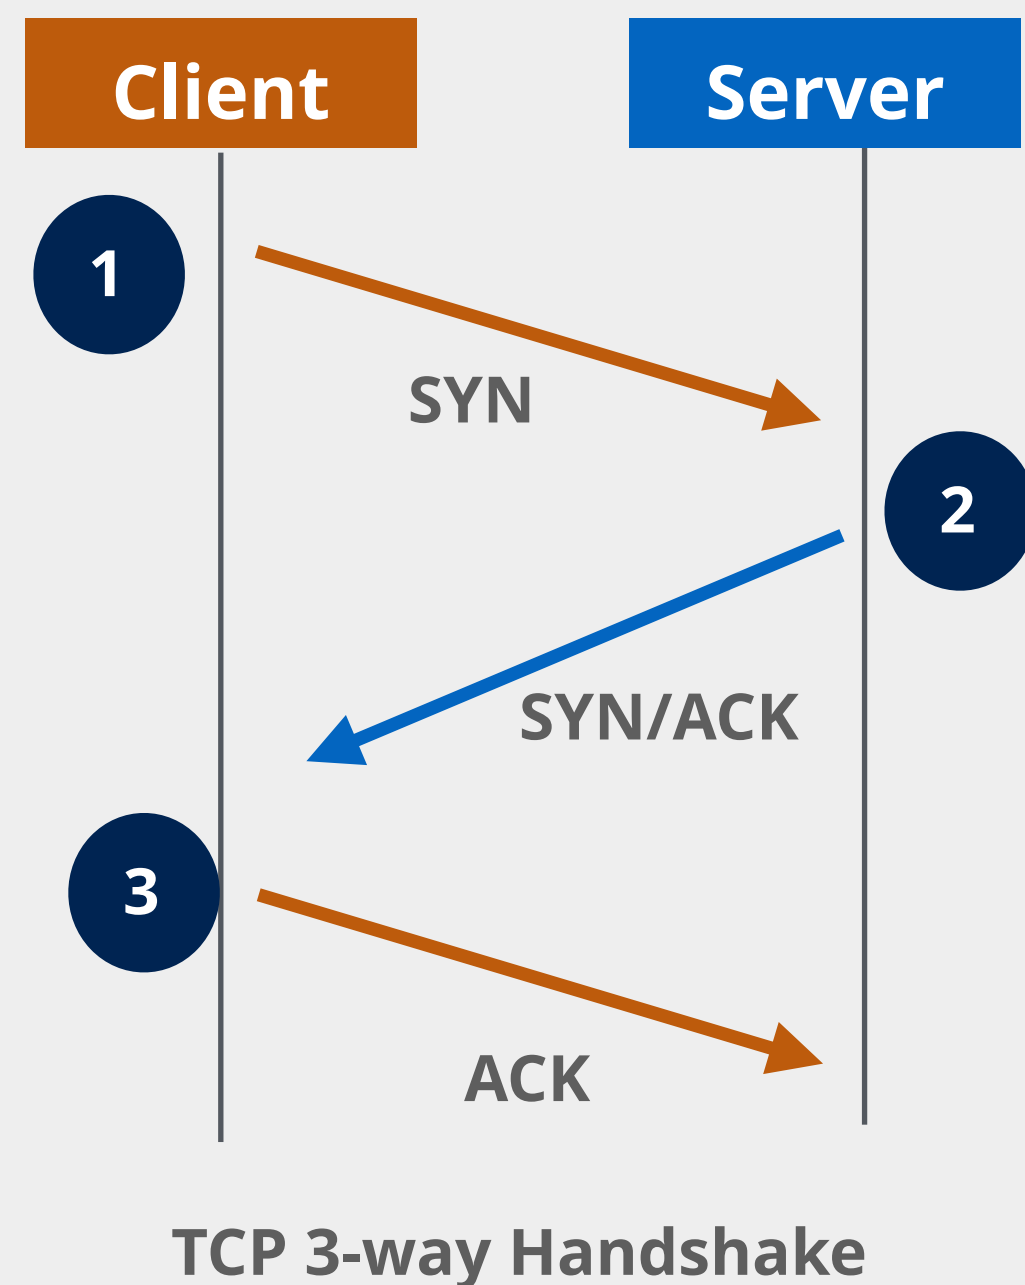 Client
Server
1
SYN
2
SYN/ACK
3
ACK
TCP 3-way Handshake